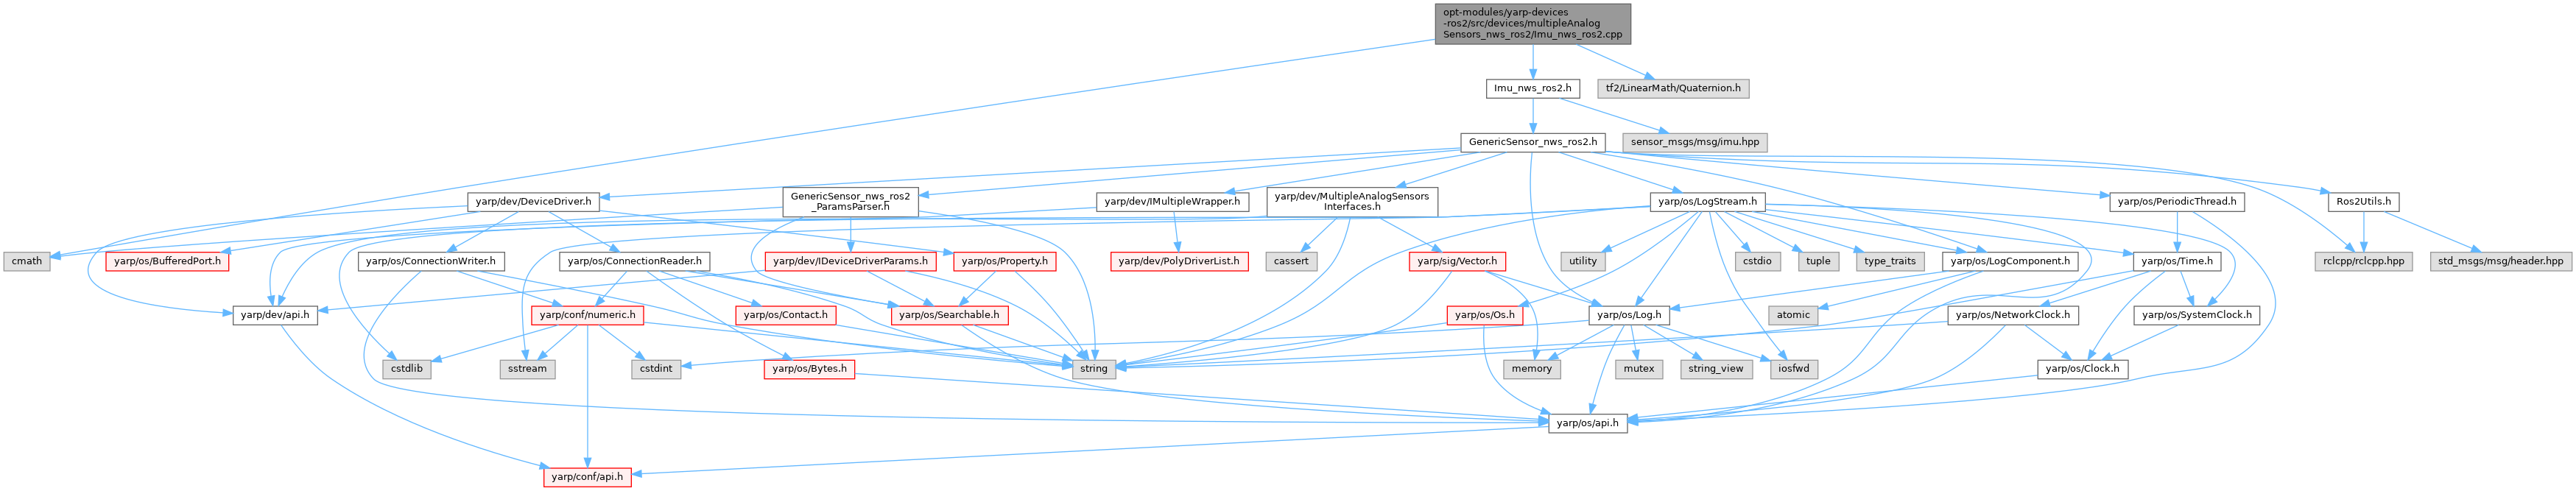 opt-modules/yarp-devices
-ros2/src/devices/multipleAnalog
Sensors_nws_ros2/Imu_nws_ros2.cpp
Imu_nws_ros2.h
tf2/LinearMath/Quaternion.h
GenericSensor_nws_ros2.h
sensor_msgs/msg/imu.hpp
yarp/dev/DeviceDriver.h
GenericSensor_nws_ros2
_ParamsParser.h
yarp/dev/IMultipleWrapper.h
yarp/dev/MultipleAnalogSensors
Interfaces.h
yarp/os/LogStream.h
yarp/os/PeriodicThread.h
Ros2Utils.h
cmath
yarp/os/BufferedPort.h
yarp/os/ConnectionWriter.h
yarp/os/ConnectionReader.h
yarp/dev/IDeviceDriverParams.h
yarp/os/Property.h
yarp/dev/PolyDriverList.h
cassert
yarp/sig/Vector.h
utility
cstdio
tuple
type_traits
yarp/os/LogComponent.h
yarp/os/Time.h
rclcpp/rclcpp.hpp
std_msgs/msg/header.hpp
yarp/dev/api.h
yarp/conf/numeric.h
yarp/os/Contact.h
yarp/os/Searchable.h
yarp/os/Os.h
yarp/os/Log.h
atomic
yarp/os/NetworkClock.h
yarp/os/SystemClock.h
cstdlib
sstream
cstdint
yarp/os/Bytes.h
string
memory
mutex
string_view
iosfwd
yarp/os/Clock.h
yarp/os/api.h
yarp/conf/api.h